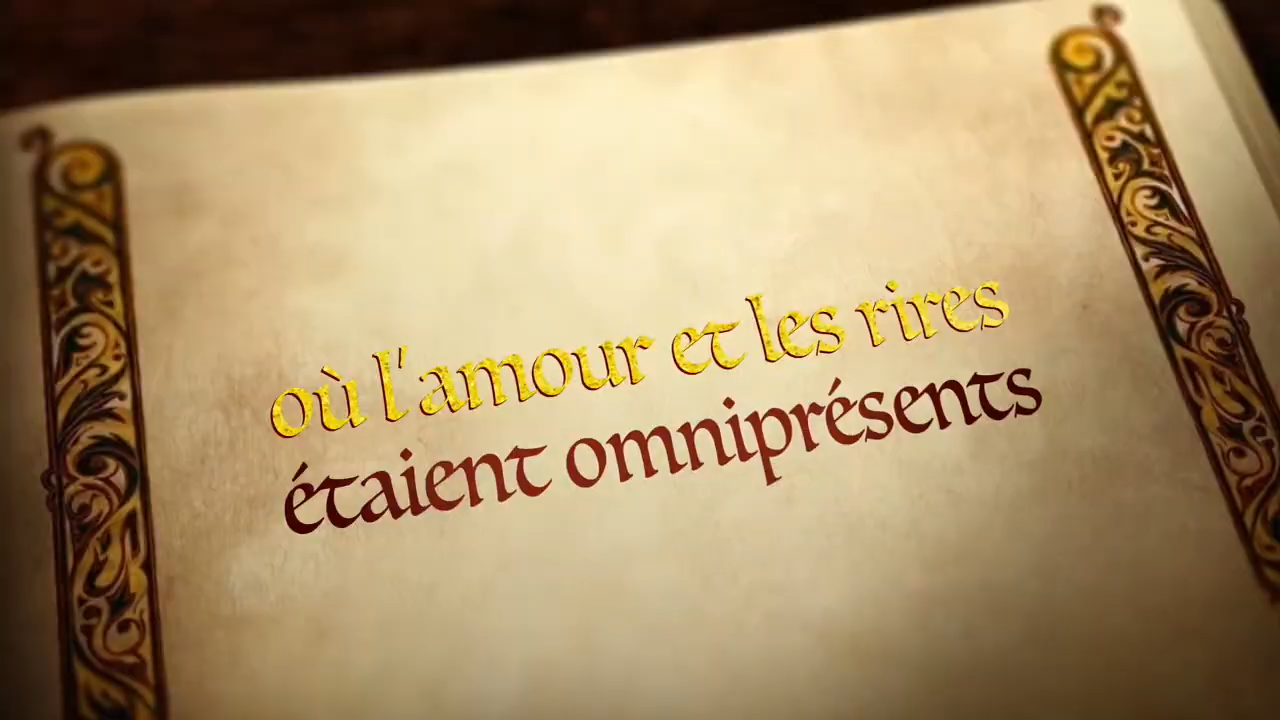 où l'amour et les rires
étaient omniprésents